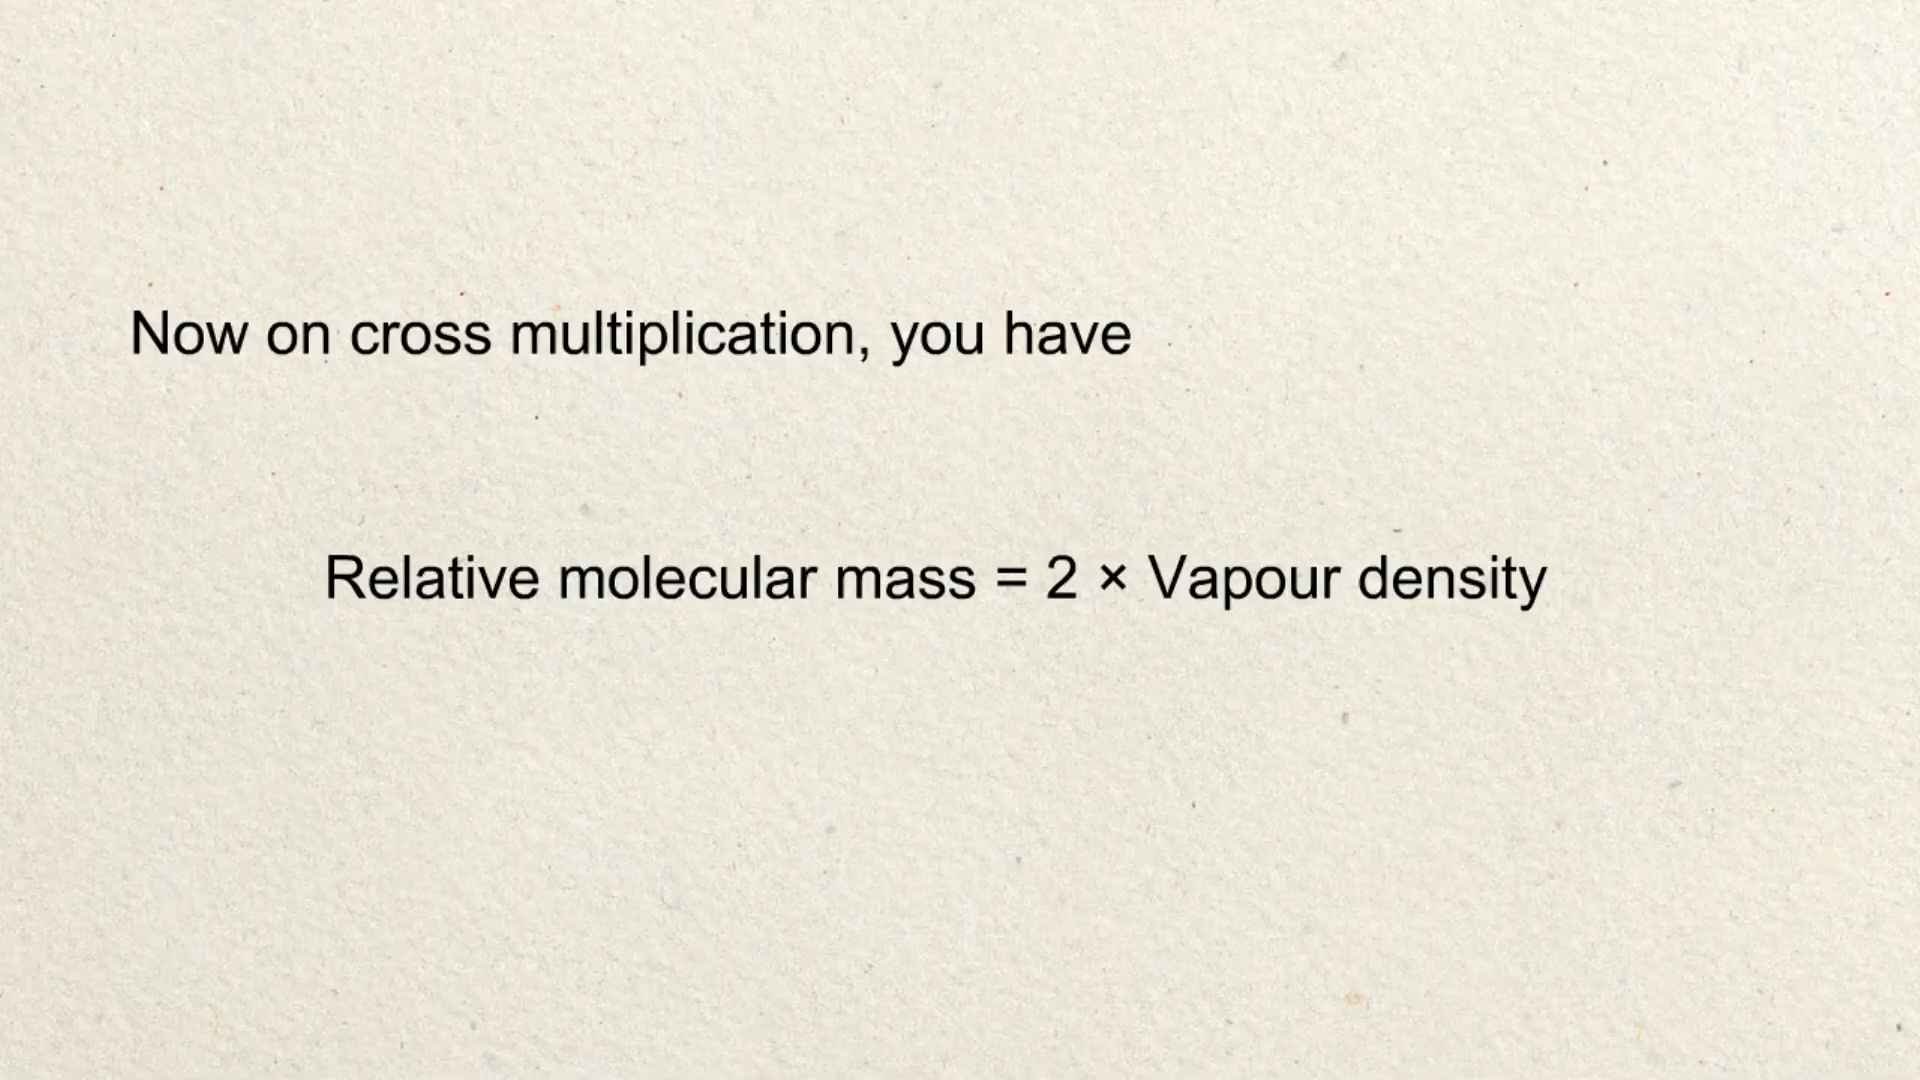 Now on cross multiplication, you have
Relative molecular mass = 2 × Vapour density